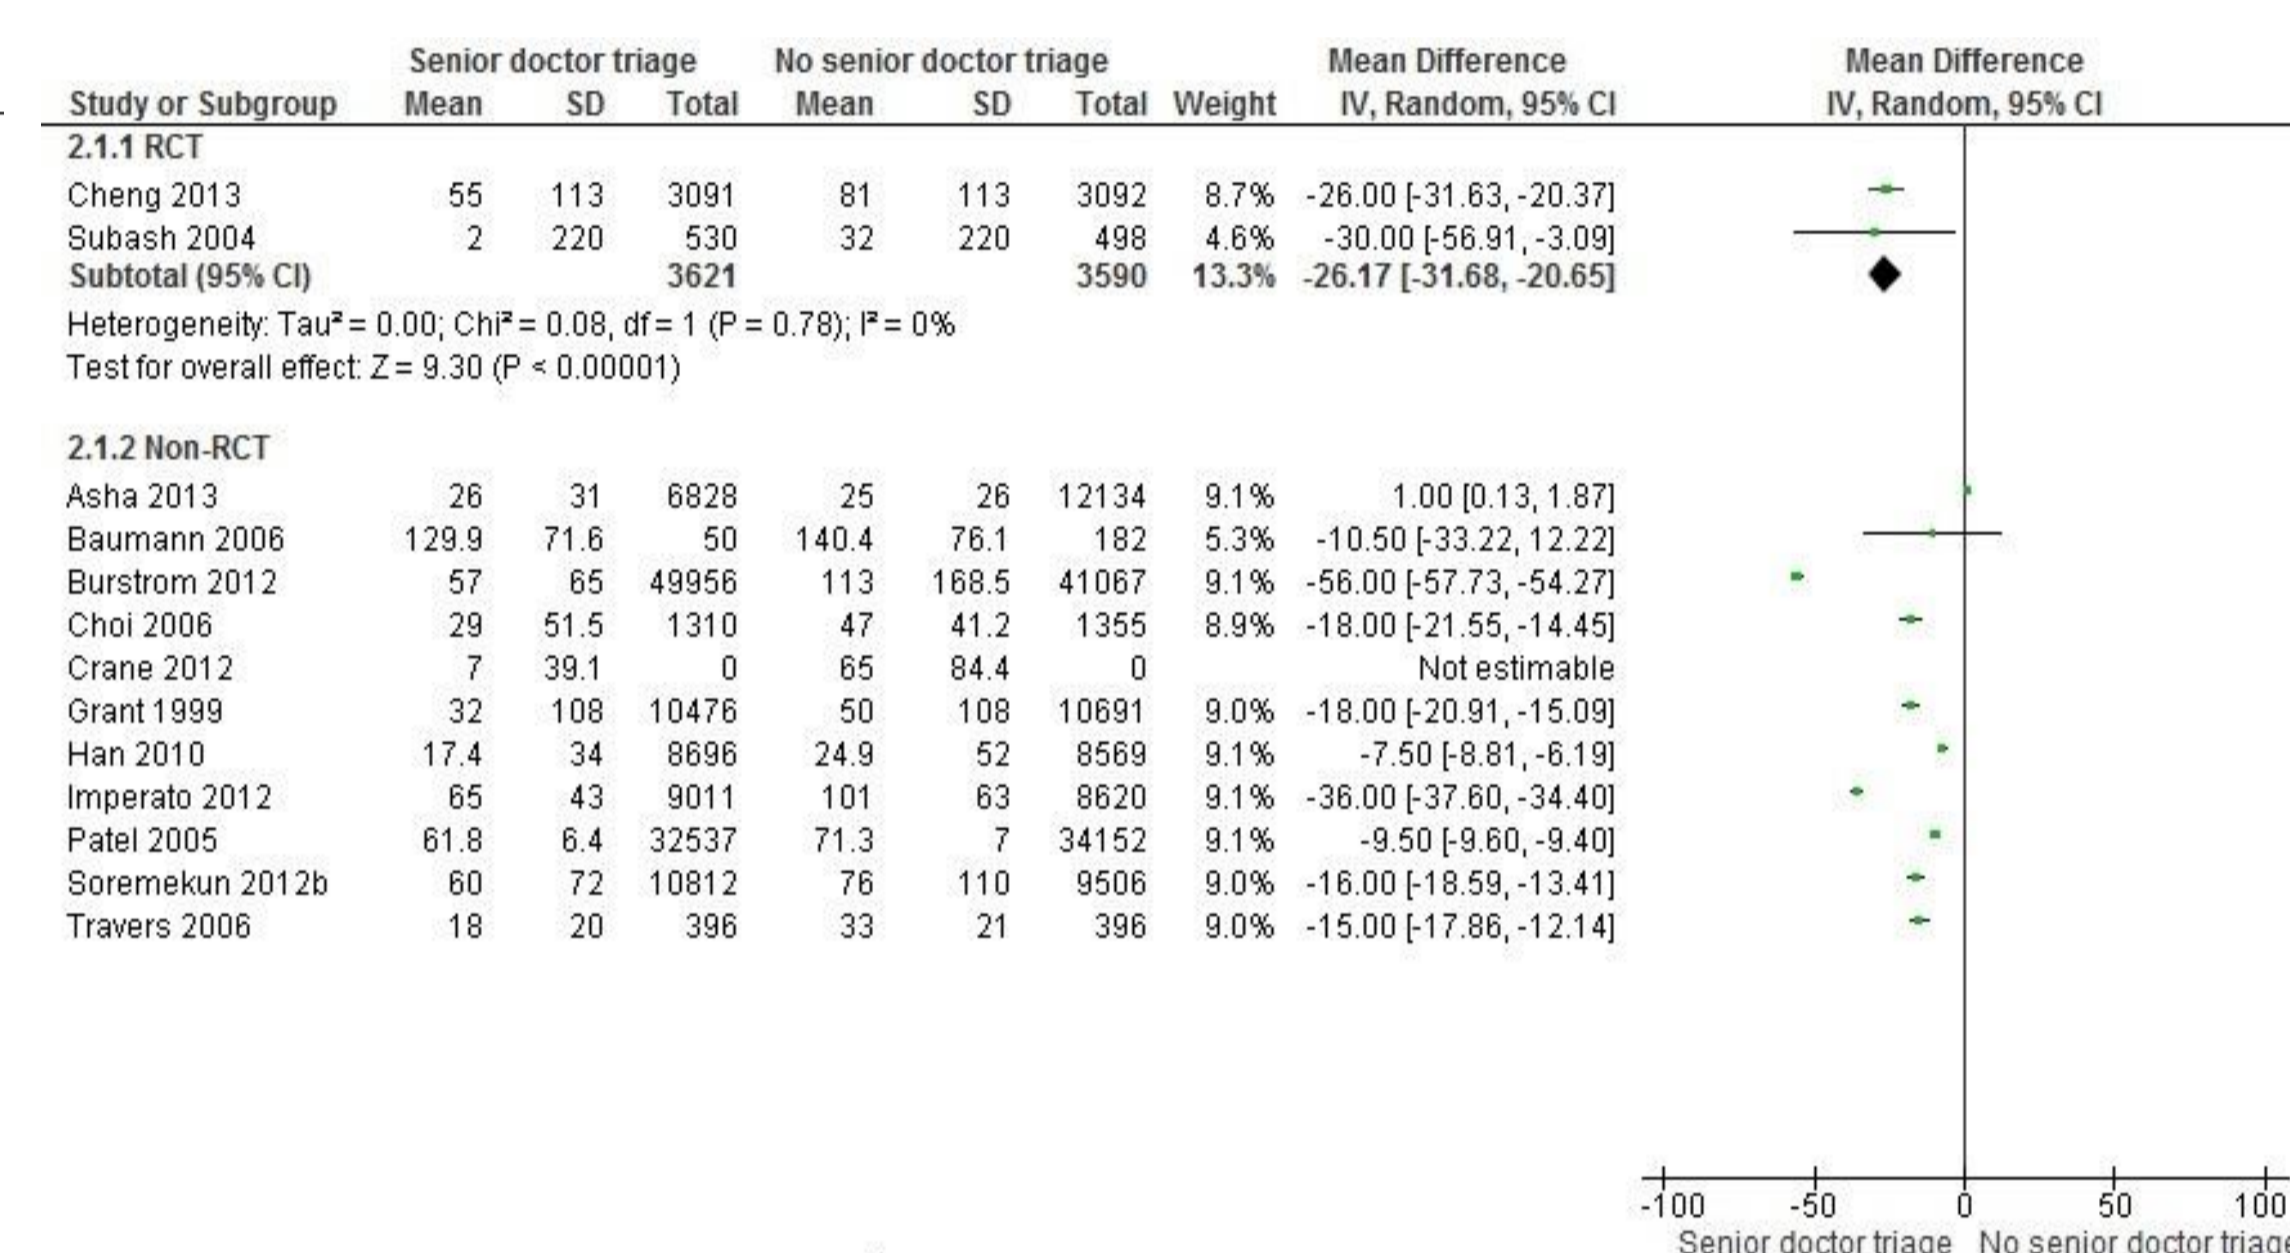 Senior doctor triage No senior doctor triage Mean Difference Mean Difference
Study or Subgroup Mean SD Total Mean SD Total Weight IV, Random, 95% CI IV, Random, 95% CI
2.1.1 RCT
Cheng 2013 55 113 3091 81 113 3092 8.7% -26.00 [-31.63, -20.37]
Subash 2004 2 220 530 32 220 498 4.6% -30.00 [-56.91, -3.09]
Subtotal (95% CI) 3621 3590 13.3% -26.17 [-31.68, -20.65]
Heterogeneity: Tau² = 0.00; Chi² = 0.08, df = 1 (P = 0.78); I² = 0%
Test for overall effect: Z = 9.30 (P < 0.00001)
2.1.2 Non-RCT
Asha 2013 26 31 6828 25 26 12134 9.1% 1.00 [0.13, 1.87]
Baumann 2006 129.9 71.6 50 140.4 76.1 182 5.3% -10.50 [-33.22, 12.22]
Burstrom 2012 57 65 49956 113 168.5 41067 9.1% -56.00 [-57.73, -54.27]
Choi 2006 29 51.5 1310 47 41.2 1355 8.9% -18.00 [-21.55, -14.45]
Crane 2012 7 39.1 0 65 84.4 0 Not estimable
Grant 1999 32 108 10476 50 108 10691 9.0% -18.00 [-20.91, -15.09]
Han 2010 17.4 34 8696 24.9 52 8569 9.1% -7.50 [-8.81, -6.19]
Imperato 2012 65 43 9011 101 63 8620 9.1% -36.00 [-37.60, -34.40]
Patel 2005 61.8 6.4 32537 71.3 7 34152 9.1% -9.50 [-9.60, -9.40]
Soremekun 2012b 60 72 10812 76 110 9506 9.0% -16.00 [-18.59, -13.41]
Travers 2006 18 20 396 33 21 396 9.0% -15.00 [-17.86, -12.14]
-100 -50 0 50 100
Senior doctor triage No senior doctor triage